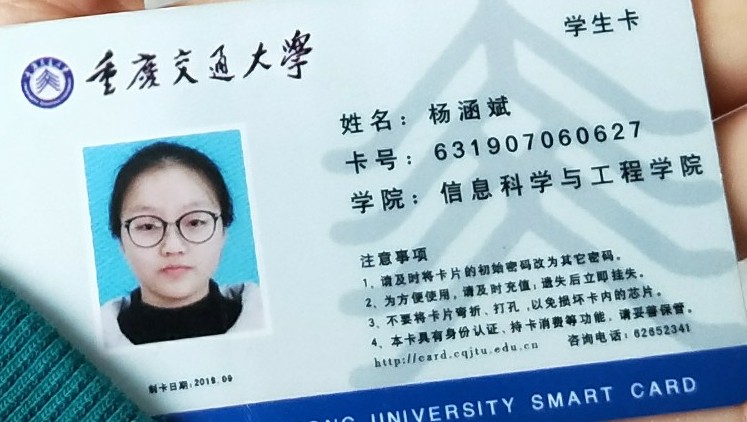 学生卡
重庆交通大学
姓名：杨涵斌
卡号：631907060627
学院：信息科学与工程学院
注意事项
1、请及时将卡片的初始密码改为其它密码。
2、为方便使用，请及时充值；遗失后立即挂失。
3、不要将卡片弯折、打孔，以免损坏卡内的芯片。
4、本卡具有身份认证、持卡消费等功能，请妥善保管。
http://card.cqjtu.edu.cn 咨询电话：62652341
制卡日期：2019.09
UNIVERSITY SMART CARD